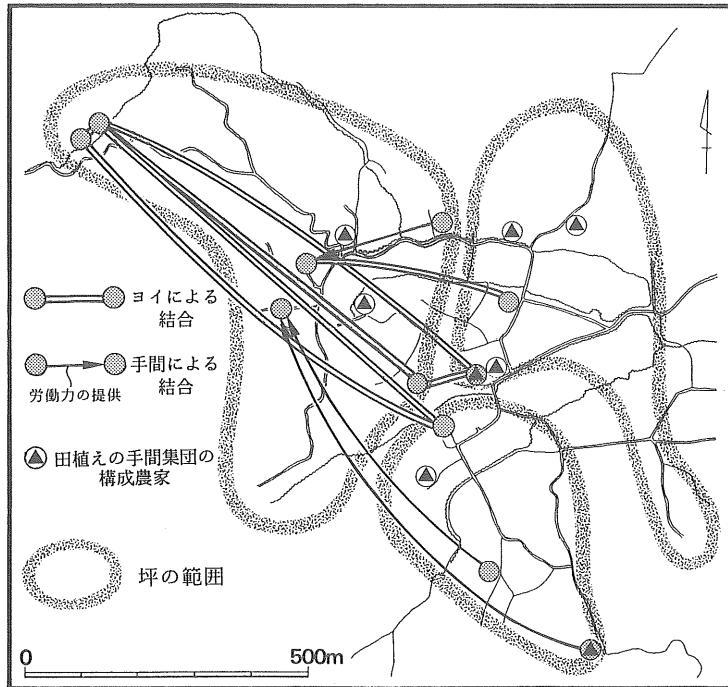 ヨイによる
結合
手間による
結合
労働力の提供
田植えの手間集団の
構成農家
坪の範囲
0 500m